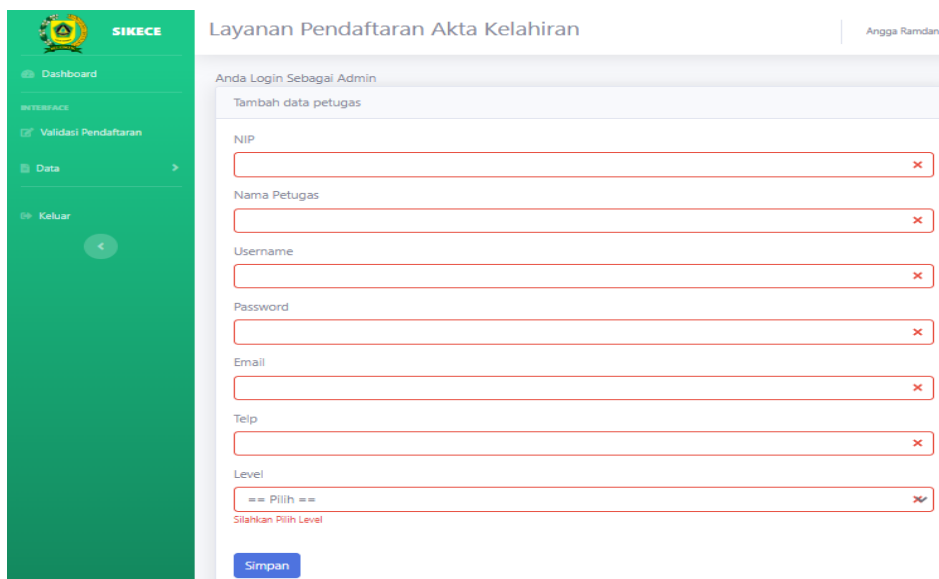 SIKECE
Layanan Pendaftaran Akta Kelahiran
Angga Ramdan
Dashboard
Anda Login Sebagai Admin
INTERFACE
Tambah data petugas
Validasi Pendaftaran
NIP
Data
Nama Petugas
Keluar
Username
Password
Email
Telp
Level
== Pilih ==
Silahkan Pilih Level
Simpan